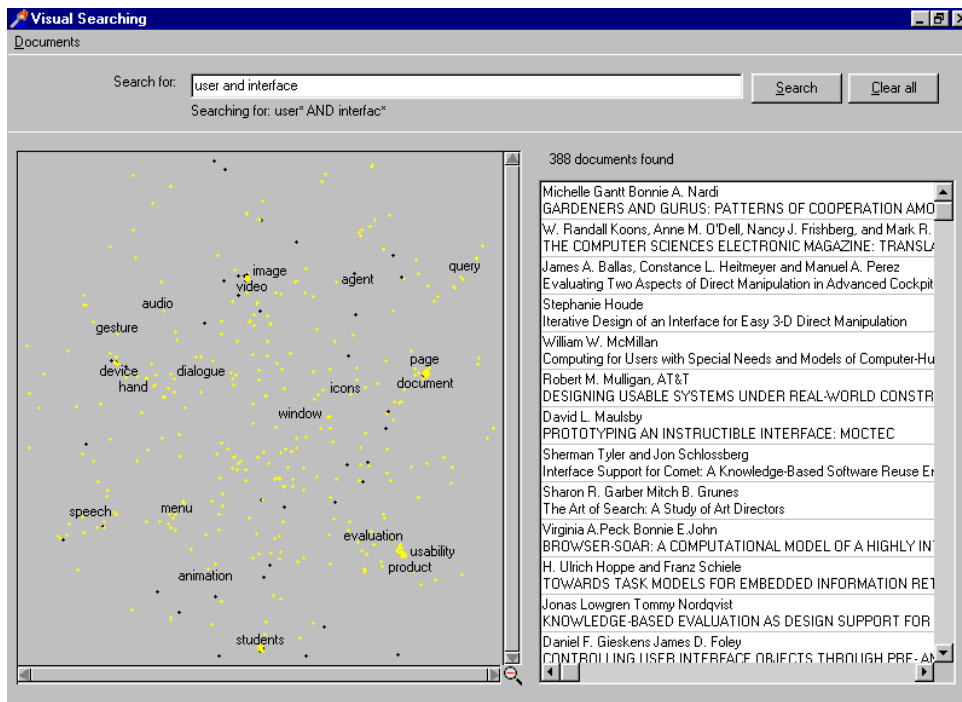 Visual Searching
Documents
Search for:
user and interface
Search
Clear all
Searching for: user* AND interfac*
388 documents found
image
video
agent
query
audio
gesture
device
hand
dialogue
page
document
icons
window
speech
menu
evaluation
usability
product
animation
students
Michelle Gantt Bonnie A. Nardi
GARDENERS AND GURUS: PATTERNS OF COOPERATION AMO
W. Randall Koons, Anne M. O'Dell, Nancy J. Frishberg, and Mark R.
THE COMPUTER SCIENCES ELECTRONIC MAGAZINE: TRANSLA
James A. Ballas, Constance L. Heitmeyer and Manuel A. Perez
Evaluating Two Aspects of Direct Manipulation in Advanced Cockpit
Stephanie Houde
Iterative Design of an Interface for Easy 3-D Direct Manipulation
William W. McMillan
Computing for Users with Special Needs and Models of Computer-Hu
Robert M. Mulligan, AT&T
DESIGNING USABLE SYSTEMS UNDER REAL-WORLD CONSTR
David L. Maulsby
PROTOTYPING AN INSTRUCTIBLE INTERFACE: MOCTEC
Sherman Tyler and Jon Schlossberg
Interface Support for Comet: A Knowledge-Based Software Reuse Er
Sharon R. Garber Mitch B. Grunes
The Art of Search: A Study of Art Directors
Virginia A.Peck Bonnie E.John
BROWSER-SOAR: A COMPUTATIONAL MODEL OF A HIGHLY IN
H. Ulrich Hoppe and Franz Schiele
TOWARDS TASK MODELS FOR EMBEDDED INFORMATION RET
Jonas Lowgren Tommy Nordqvist
KNOWLEDGE-BASED EVALUATION AS DESIGN SUPPORT FOR
Daniel F. Gieskens James D. Foley
CONTROLLING USER INTERFACE OBJECTS THROUGH PRE- AN